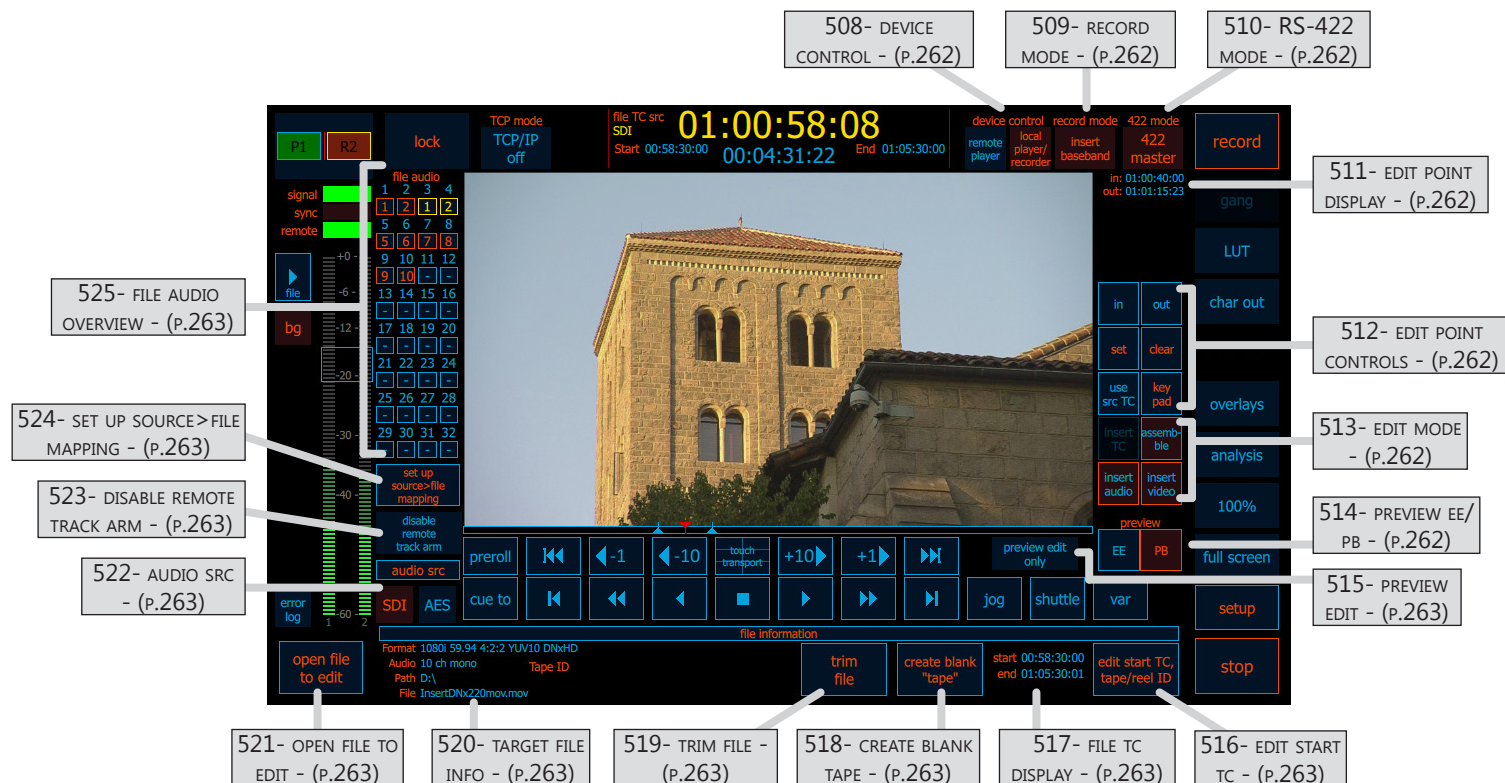 508- DEVICE
CONTROL - (P.262)
509- RECORD
MODE - (P.262)
510- RS-422
MODE - (P.262)
P1
R2
lock
TCP mode
TCP/IP
off
file TC src
SDI
01:00:58:08
Start 00:58:30:00
00:04:31:22
End 01:05:30:00
device control
remote
player
local
player/
recorder
record mode
insert
baseband
422 mode
422
master
record
in: 01:00:40:00
out: 01:01:15:23
511- EDIT POINT
DISPLAY - (P.262)
signal
sync
remote
file audio
1 2 3 4
1 2 1 2
5 6 7 8
5 6 7 8
9 10 11 12
9 10 - -
13 14 15 16
- - - -
17 18 19 20
- - - -
21 22 23 24
- - - -
25 26 27 28
- - - -
29 30 31 32
- - - -
gang
LUT
char out
overlays
analysis
100%
full screen
setup
stop
file
bg
+0 -
-6 -
-12 -
-20 -
-30 -
-40 -
-60 -
1 2
error
log
525- FILE AUDIO
OVERVIEW - (P.263)
in
out
set
clear
use
src TC
key
pad
512- EDIT POINT
CONTROLS - (P.262)
insert
TC
assemb-
ble
insert
audio
insert
video
513- EDIT MODE
- (P.262)
524- SET UP SOURCE>FILE
MAPPING - (P.263)
set up
source>file
mapping
523- DISABLE REMOTE
TRACK ARM - (P.263)
disable
remote
track arm
522- AUDIO SRC
- (P.263)
audio src
SDI
AES
preview
EE
PB
514- PREVIEW EE/
PB - (P.262)
preroll
-1
-10
touch
transport
+10
+1
preview edit
only
515- PREVIEW
EDIT - (P.263)
cue to
jog
shuttle
var
file information
open file
to edit
Format 1080i 59.94 4:2:2 YUV10 DNxHD
Audio 10 ch mono
Tape ID
Path D:\
File InsertDNx220mov.mov
trim
file
create blank
"tape"
start 00:58:30:00
end 01:05:30:01
edit start TC,
tape/reel ID
521- OPEN FILE TO
EDIT - (P.263)
520- TARGET FILE
INFO - (P.263)
519- TRIM FILE -
(P.263)
518- CREATE BLANK
TAPE - (P.263)
517- FILE TC
DISPLAY - (P.263)
516- EDIT START
TC - (P.263)